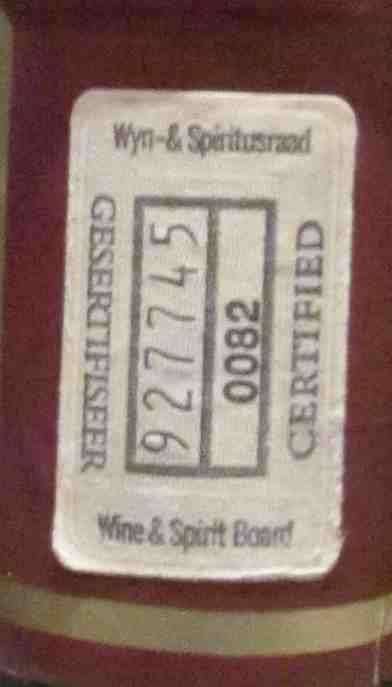 Wyn-& Spiritusraad
GESERTIFISEER
927745
0082
CERTIFIED
Wine & Spirit Board